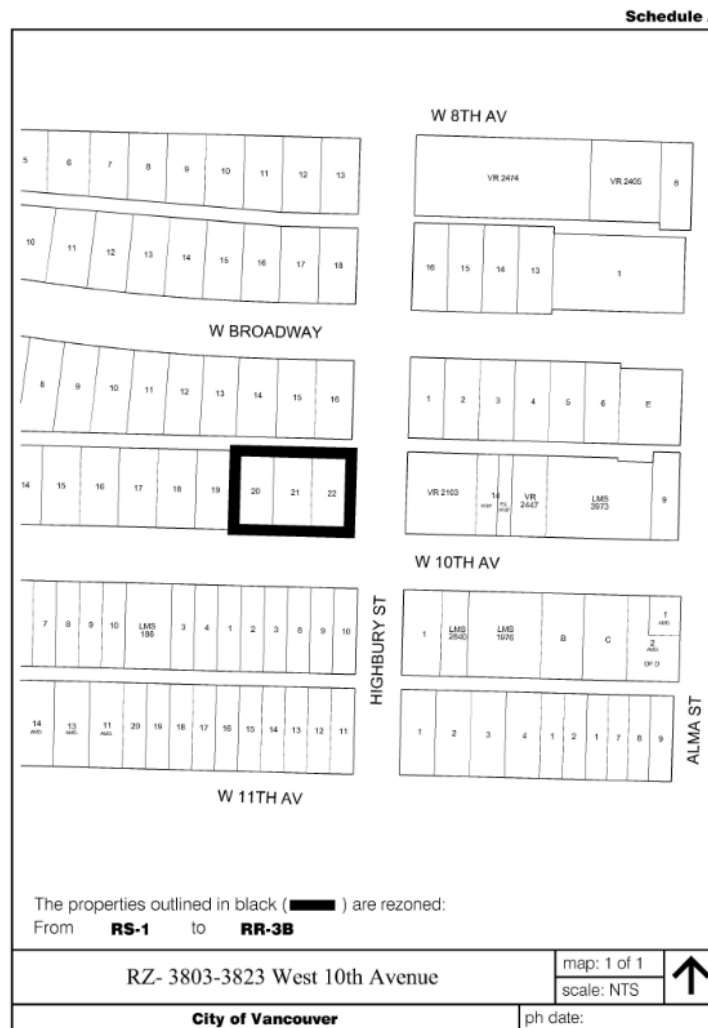 Schedule
W 8TH AV
5 6 7 8 9 10 11 12 13
VR 2474 VR 2405 8
10 11 12 13 14 15 16 17 18
16 15 14 13 1
W BROADWAY
8 9 10 11 12 13 14 15 16
1 2 3 4 5 6 E
14 15 16 17 18 19 20 21 22
VR 2103 14 VR 2447 LMS 3973 9
W 10TH AV
7 8 9 10 LMS 186 3 4 1 2 3 8 9 10
HIGHBURY ST
1 LMS 2840 LMS 1976 B C 2 AMD. OF D 1 AMD.
14 AMD. 13 AMD. 11 AMD. 20 19 18 17 16 15 14 13 12 11
1 2 3 4 1 2 1 7 8 9
ALMA ST
W 11TH AV
The properties outlined in black ( ) are rezoned:
From RS-1 to RR-3B
RZ- 3803-3823 West 10th Avenue
map: 1 of 1
scale: NTS
City of Vancouver
ph date: